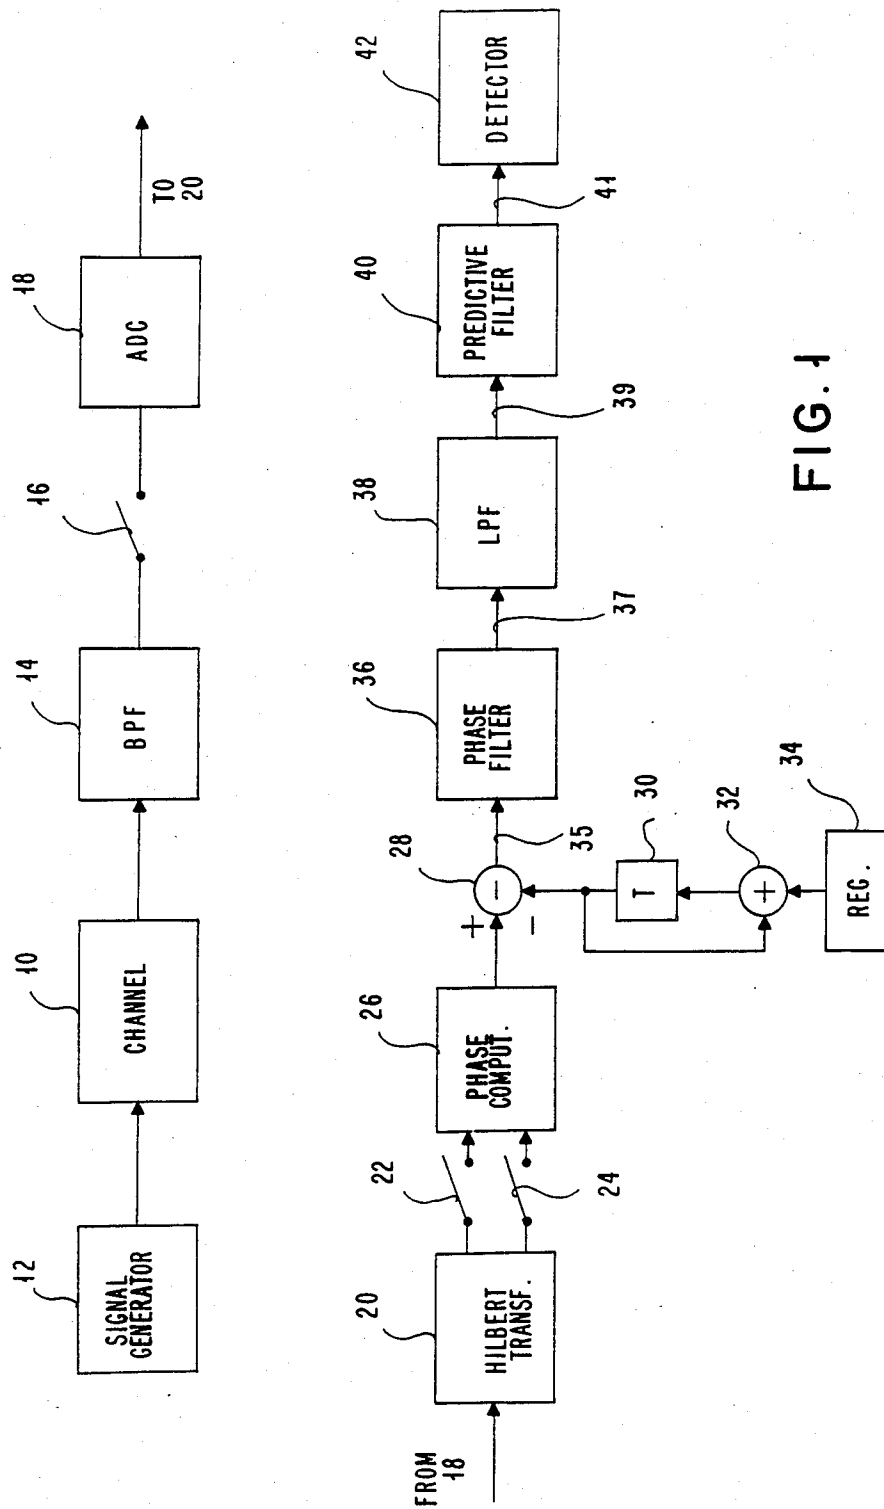 12
SIGNAL
GENERATOR
10
CHANNEL
14
BPF
16
18
ADC
TO
20
FROM
18
20
HILBERT
TRANSF.
22
24
26
PHASE
COMPUT.
28
+
-
-
35
30
T
32
+
34
REG.
36
PHASE
FILTER
37
38
LPF
39
40
PREDICTIVE
FILTER
41
42
DETECTOR
FIG. 1